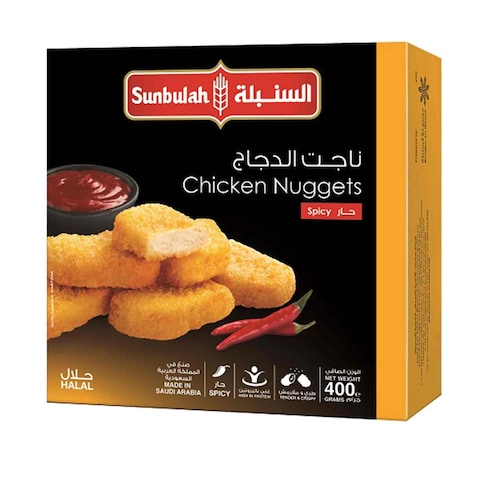 Sunbulah السنبلة
ناجت الدجاج
Chicken Nuggets
Spicy حار
حلال
HALAL
صنع في
المملكة العربية
السعودية
MADE IN
SAUDI ARABIA
حار
SPICY
غني بالبروتين
HIGH IN PROTEIN
طري و مقرمش
TENDER & CRISPY
الوزن الصافي
NET WEIGHT
400
GRAMS جرام